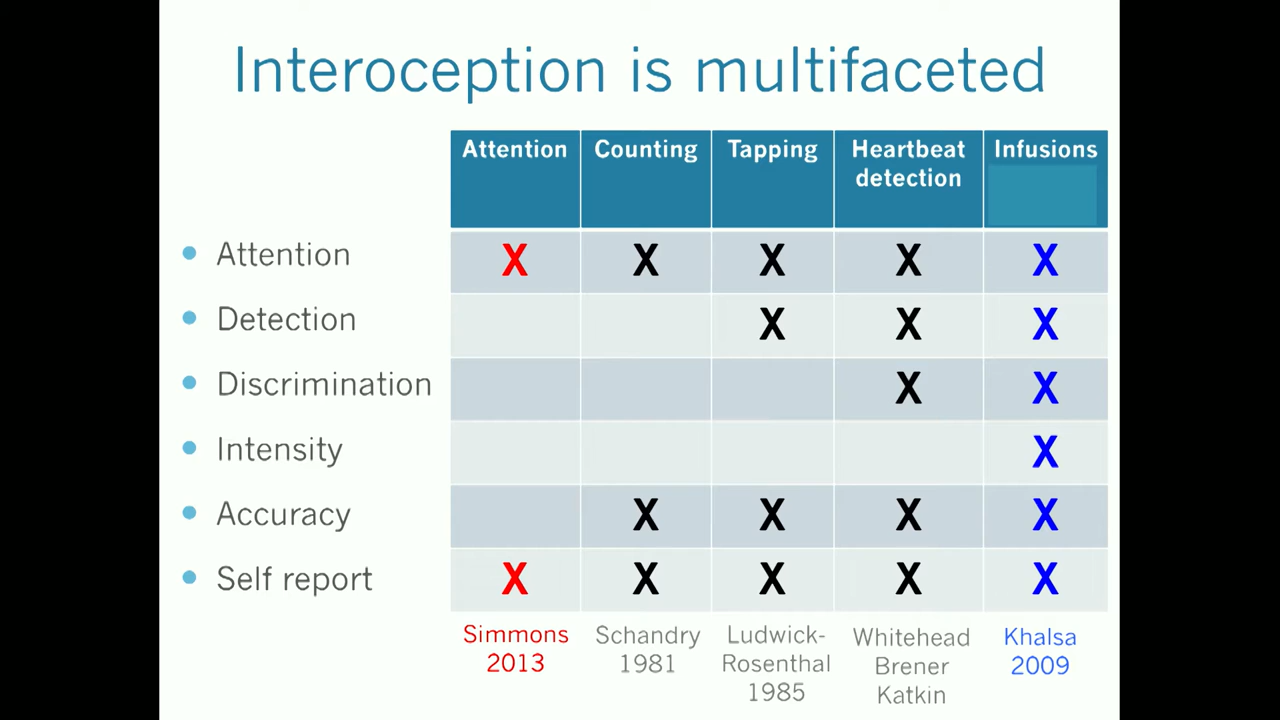 Interoception is multifaceted
Attention Counting Tapping Heartbeat detection Infusions
Attention X X X X X
Detection X X X
Discrimination X X
Intensity X
Accuracy X X X X
Self report X X X X X
Simmons 2013
Schandry 1981
Ludwick-Rosenthal 1985
Whitehead Brener Katkin
Khalsa 2009